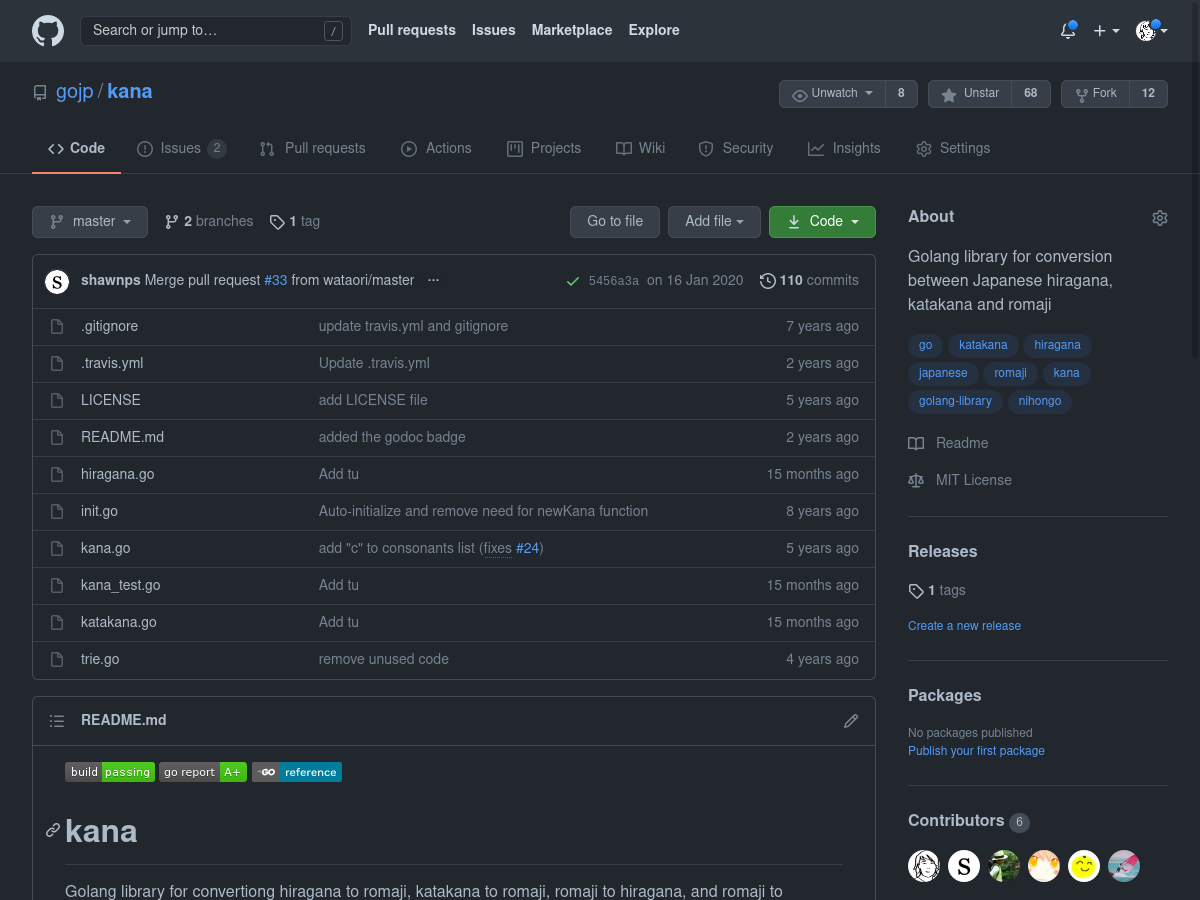 Search or jump to… / Pull requests Issues Marketplace Explore
gojp / kana Unwatch 8 Unstar 68 Fork 12
Code Issues 2 Pull requests Actions Projects Wiki Security Insights Settings
master 2 branches 1 tag Go to file Add file Code
S shawnps Merge pull request #33 from wataori/master ··· 5456a3a on 16 Jan 2020 110 commits
.gitignore update travis.yml and gitignore 7 years ago
.travis.yml Update .travis.yml 2 years ago
LICENSE add LICENSE file 5 years ago
README.md added the godoc badge 2 years ago
hiragana.go Add tu 15 months ago
init.go Auto-initialize and remove need for newKana function 8 years ago
kana.go add "c" to consonants list (fixes #24) 5 years ago
kana_test.go Add tu 15 months ago
katakana.go Add tu 15 months ago
trie.go remove unused code 4 years ago
README.md
build passing go report A+ GO reference
kana
Golang library for convertiong hiragana to romaji, katakana to romaji, romaji to hiragana, and romaji to
About
Golang library for conversion
between Japanese hiragana,
katakana and romaji
go katakana hiragana
japanese romaji kana
golang-library nihongo
Readme
MIT License
Releases
1 tags
Create a new release
Packages
No packages published
Publish your first package
Contributors 6
S